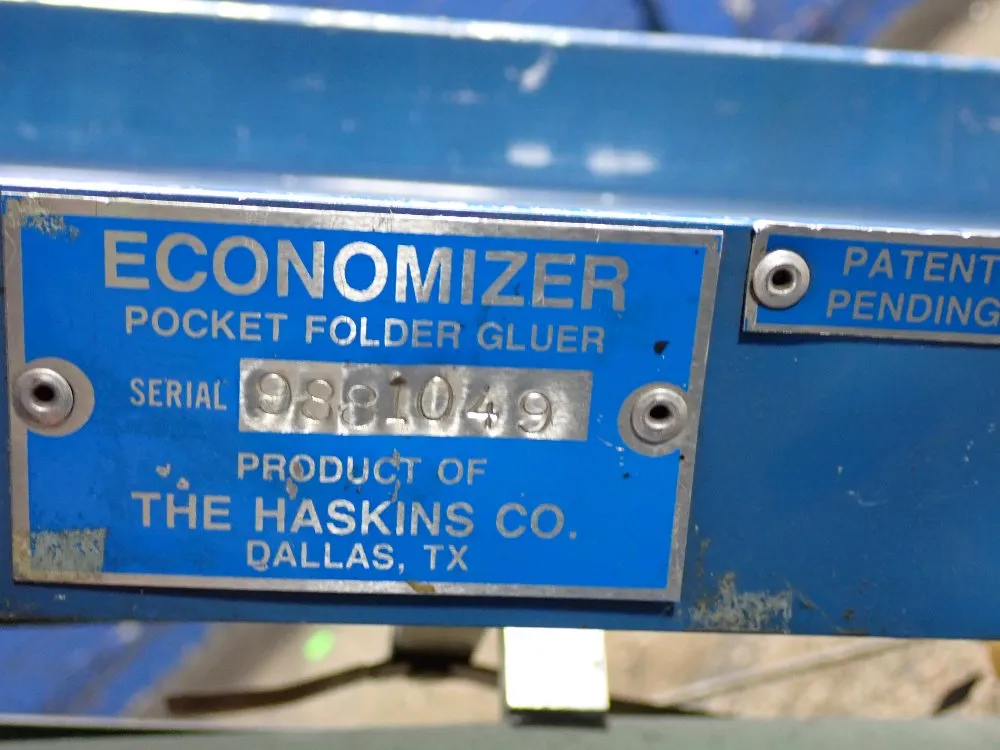 ECONOMIZER
POCKET FOLDER GLUER
SERIAL 9881049
PRODUCT OF
THE HASKINS CO.
DALLAS, TX
PATENT
PENDING